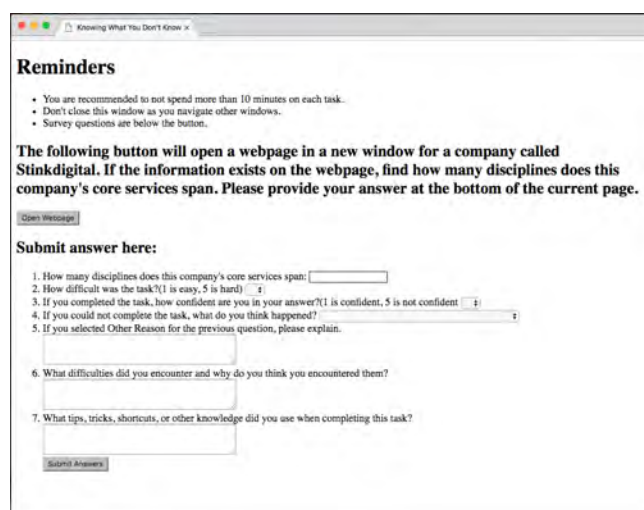 Knowing What You Don't Know ×
Reminders
• You are recommended to not spend more than 10 minutes on each task.
• Don't close this window as you navigate other windows.
• Survey questions are below the button.
The following button will open a webpage in a new window for a company called
Stinkdigital. If the information exists on the webpage, find how many disciplines does this
company's core services span. Please provide your answer at the bottom of the current page.
Open Webpage
Submit answer here:
1. How many disciplines does this company's core services span:
2. How difficult was the task?(1 is easy, 5 is hard)
3. If you completed the task, how confident are you in your answer?(1 is confident, 5 is not confident
4. If you could not complete the task, what do you think happened?
5. If you selected Other Reason for the previous question, please explain.
6. What difficulties did you encounter and why do you think you encountered them?
7. What tips, tricks, shortcuts, or other knowledge did you use when completing this task?
Submit Answers